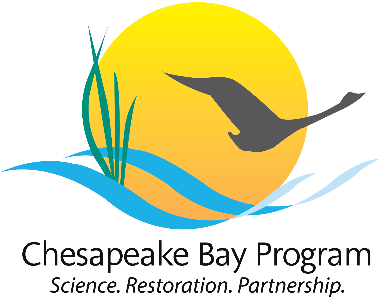 Chesapeake Bay Program
Science. Restoration. Partnership.